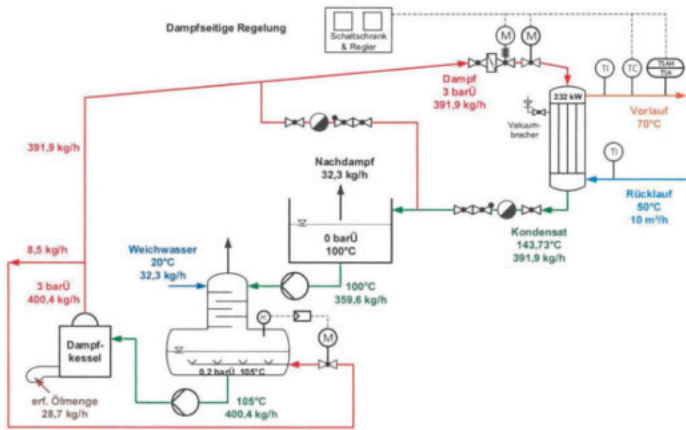 Dampfseitige Regelung
Schaltschrank
& Regler
M
M
TI
TC
TSAH
TSA
Dampf
3 barÜ
391,9 kg/h
232 kW
Vorlauf
70°C
Vakuum-
bracher
TI
391,9 kg/h
Nachdampf
32,3 kg/h
Rücklauf
50°C
10 m³/h
0 barÜ
100°C
Kondensat
143,73°C
391,9 kg/h
8,5 kg/h
Weichwasser
20°C
32,3 kg/h
3 barÜ
400,4 kg/h
100°C
359,6 kg/h
M
Dampf-
kessel
0,2 barÜ 105°C
erf. Ölmenge
28,7 kg/h
105°C
400,4 kg/h